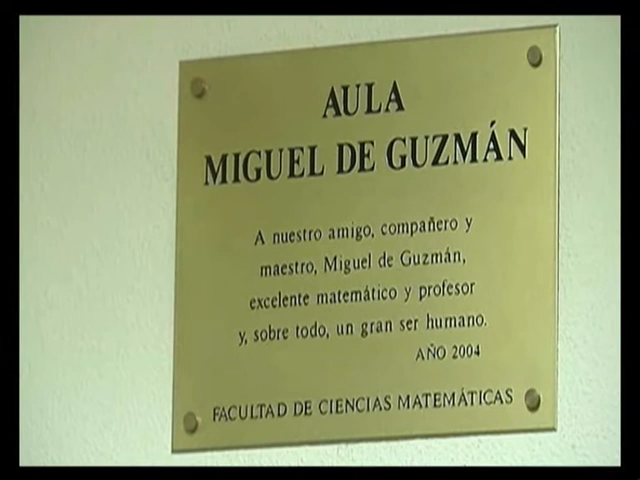 AULA
MIGUEL DE GUZMÁN
A nuestro amigo, compañero y
maestro, Miguel de Guzmán,
excelente matemático y profesor
y, sobre todo, un gran ser humano.
AÑO 2004
FACULTAD DE CIENCIAS MATEMÁTICAS